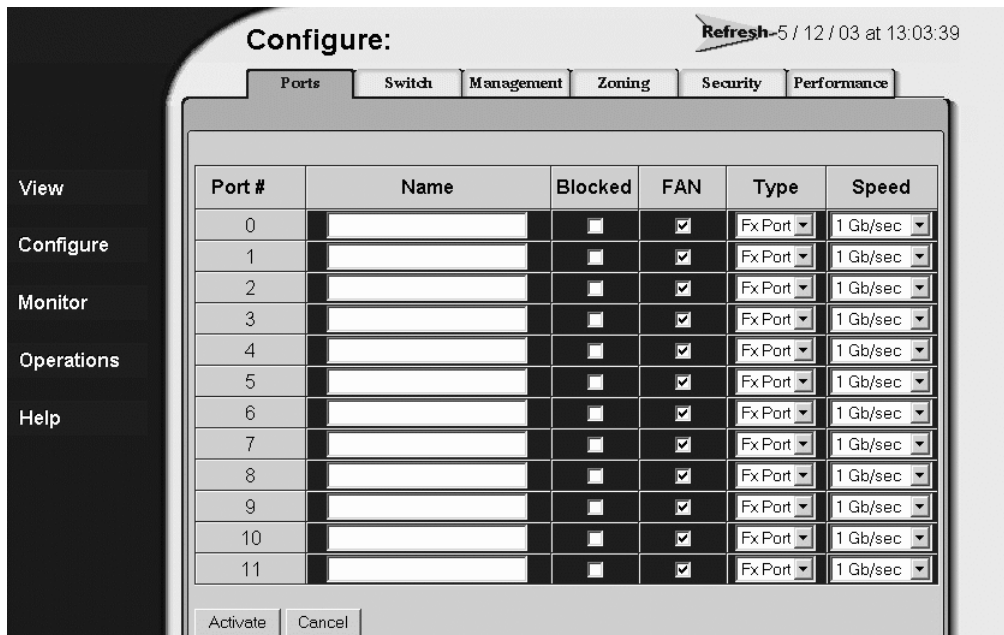 Configure:
Refresh-5 / 12 / 03 at 13:03:39
Ports Switch Management Zoning Security Performance
View
Configure
Monitor
Operations
Help
Port # Name Blocked FAN Type Speed
0 Fx Port 1 Gb/sec
1 Fx Port 1 Gb/sec
2 Fx Port 1 Gb/sec
3 Fx Port 1 Gb/sec
4 Fx Port 1 Gb/sec
5 Fx Port 1 Gb/sec
6 Fx Port 1 Gb/sec
7 Fx Port 1 Gb/sec
8 Fx Port 1 Gb/sec
9 Fx Port 1 Gb/sec
10 Fx Port 1 Gb/sec
11 Fx Port 1 Gb/sec
Activate Cancel